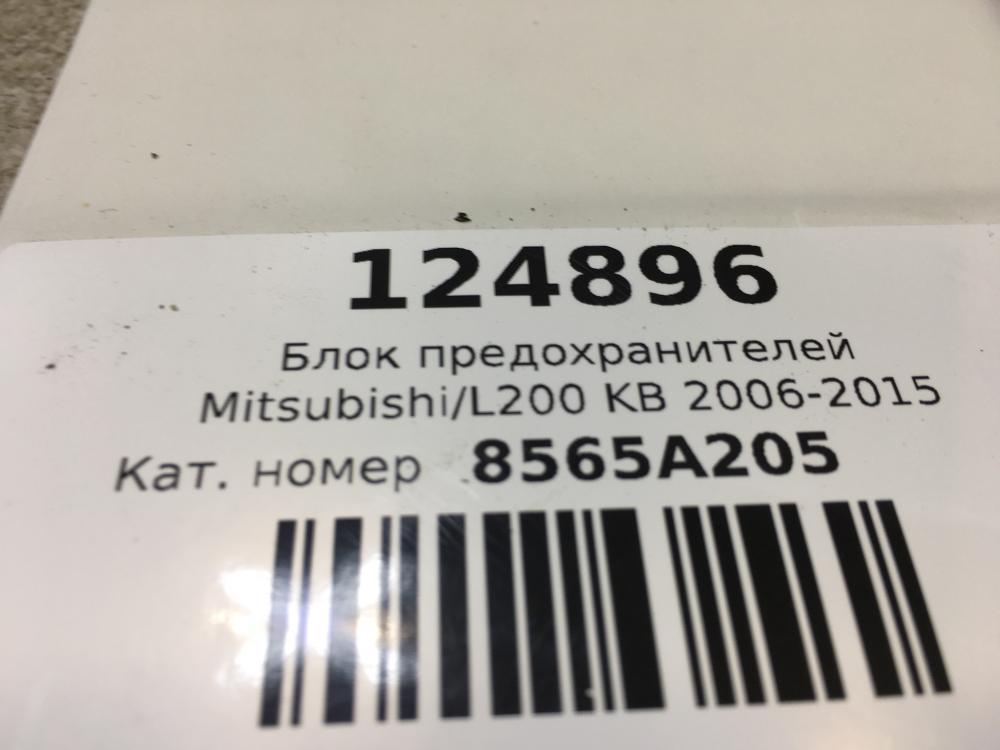 124896
Блок предохранителей
Mitsubishi/L200 KB 2006-2015
Кат. номер 8565A205